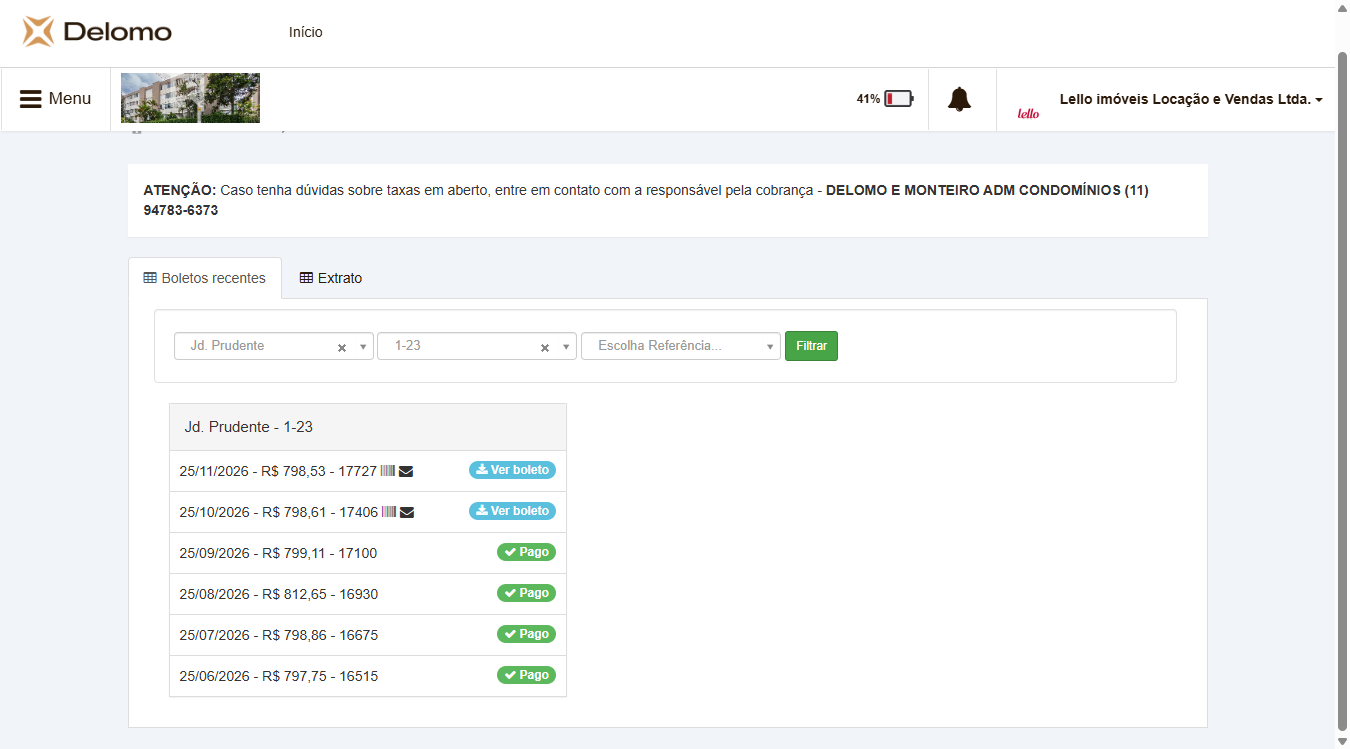 Delomo
Início
Menu
41%
lello
Lello imóveis Locação e Vendas Ltda.
ATENÇÃO: Caso tenha dúvidas sobre taxas em aberto, entre em contato com a responsável pela cobrança - DELOMO E MONTEIRO ADM CONDOMÍNIOS (11)
94783-6373
Boletos recentes
Extrato
Jd. Prudente
1-23
Escolha Referência...
Filtrar
Jd. Prudente - 1-23
25/11/2026 - R$ 798,53 - 17727 Ver boleto
25/10/2026 - R$ 798,61 - 17406 Ver boleto
25/09/2026 - R$ 799,11 - 17100 Pago
25/08/2026 - R$ 812,65 - 16930 Pago
25/07/2026 - R$ 798,86 - 16675 Pago
25/06/2026 - R$ 797,75 - 16515 Pago